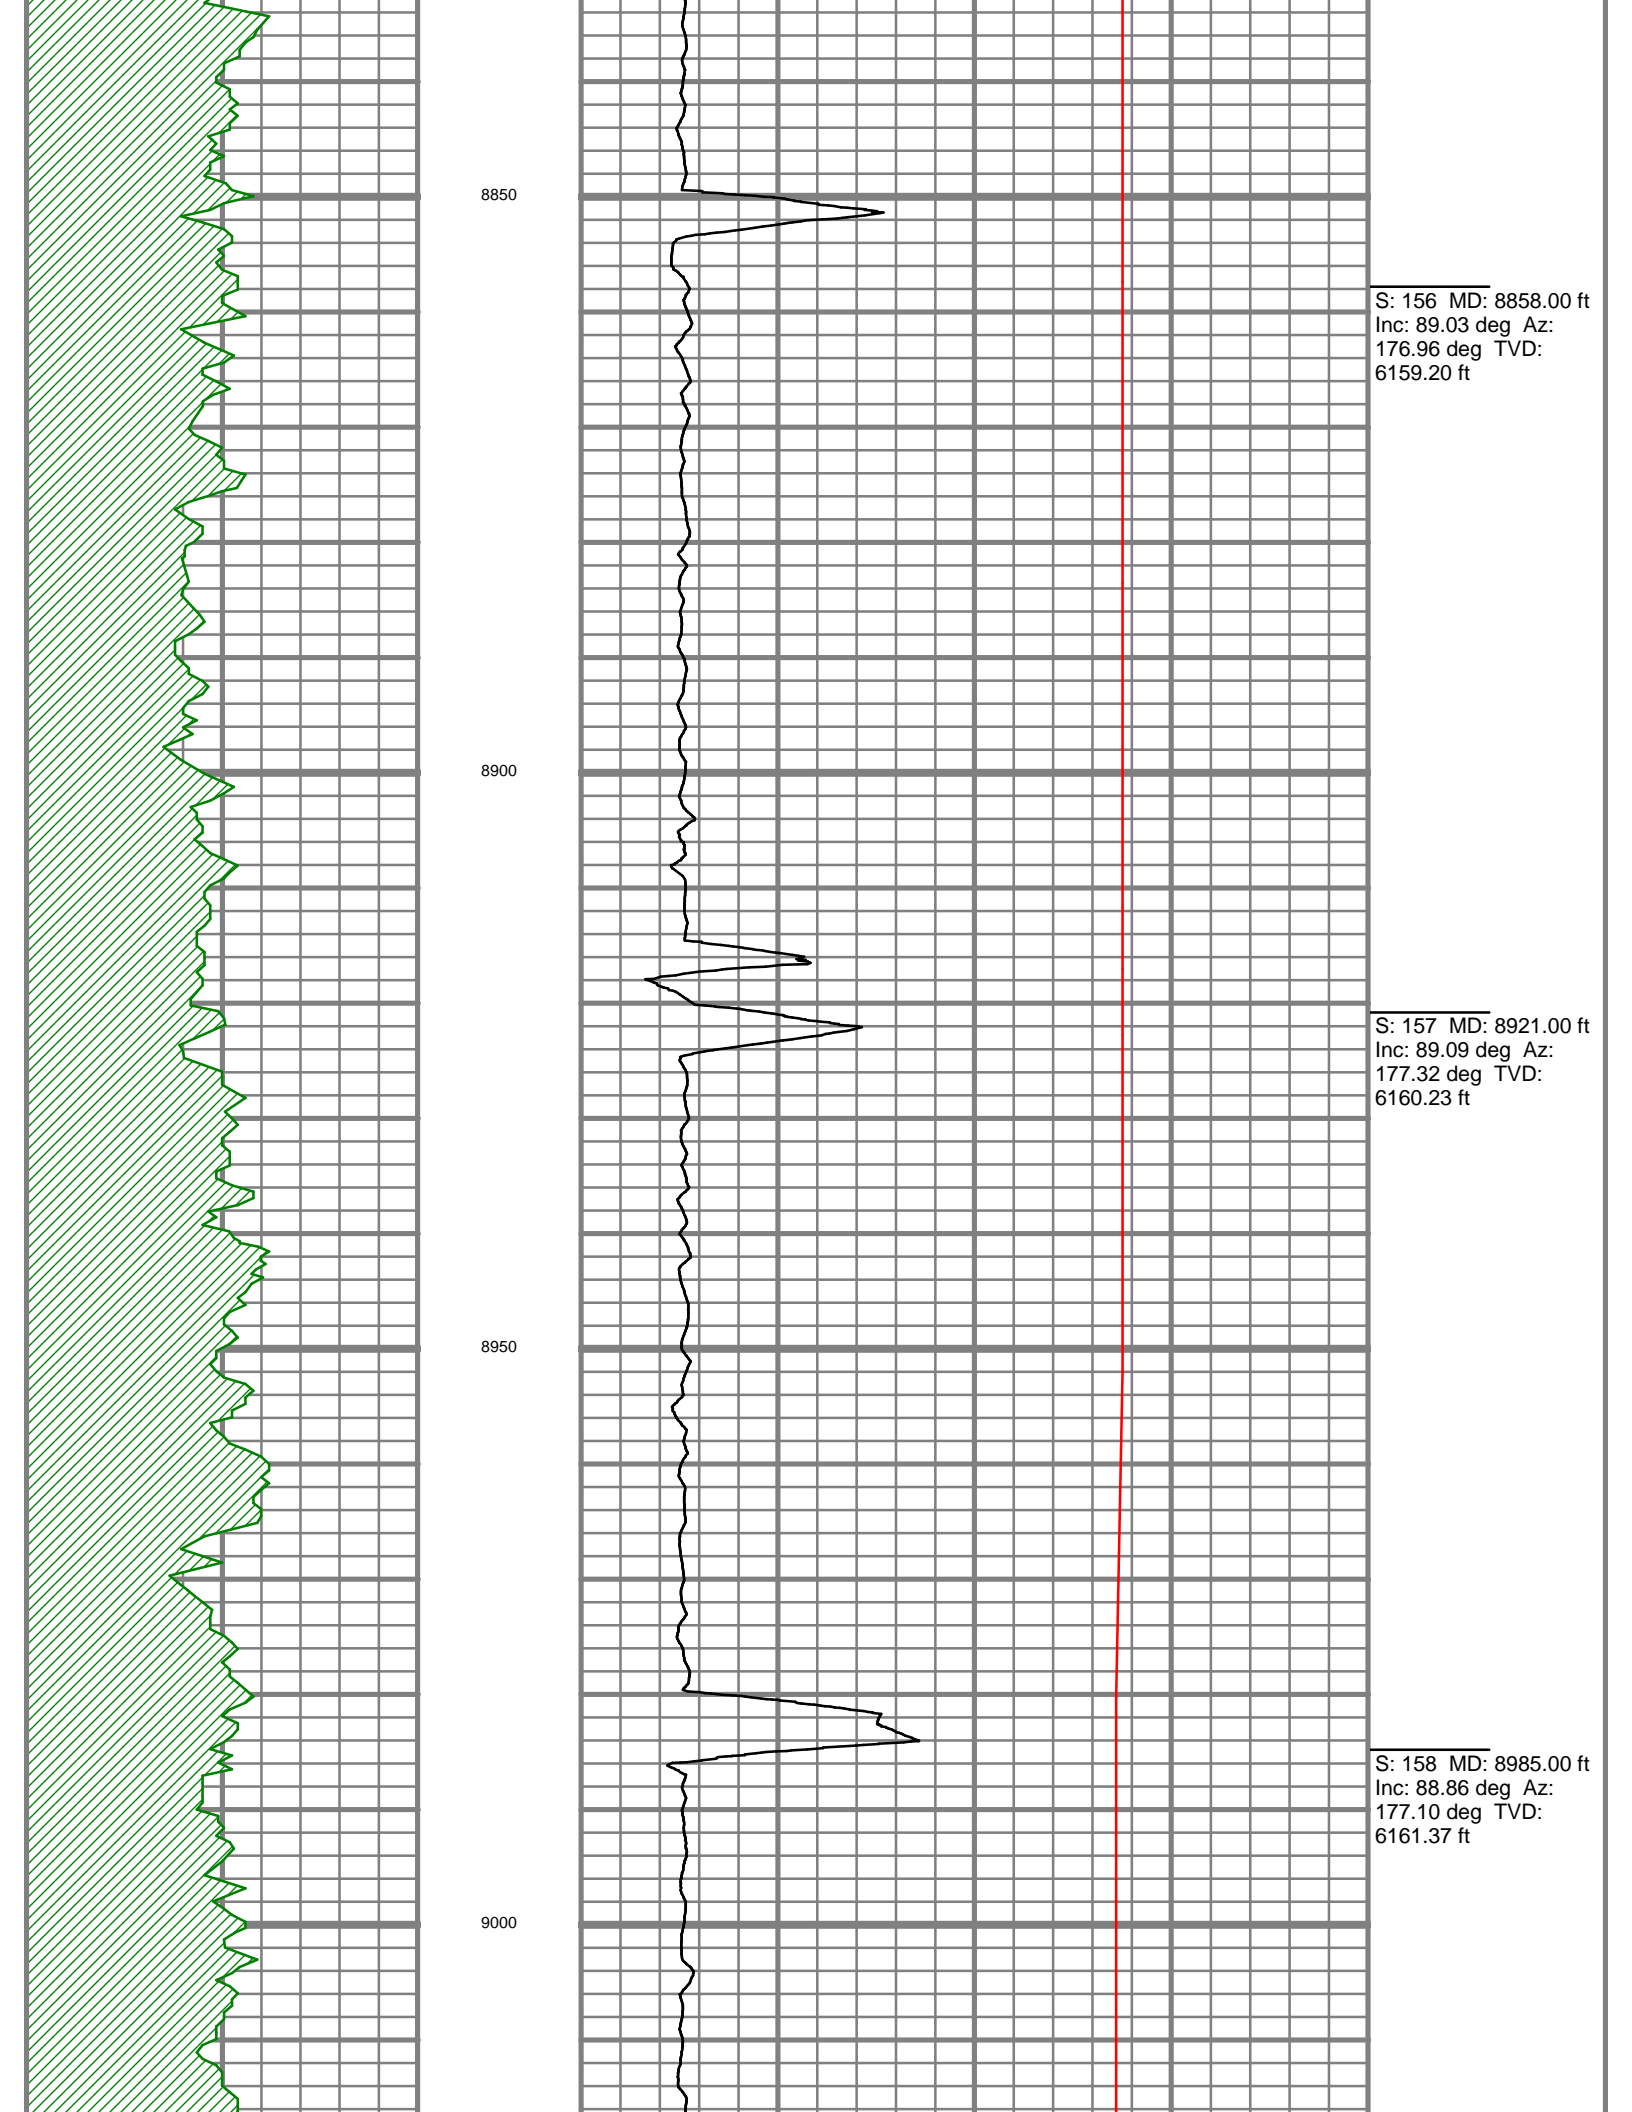 8850
S: 156  MD: 8858.00 ft
Inc: 89.03 deg  Az:
176.96 deg  TVD:
6159.20 ft
8900
S: 157  MD: 8921.00 ft
Inc: 89.09 deg  Az:
177.32 deg  TVD:
6160.23 ft
8950
S: 158  MD: 8985.00 ft
Inc: 88.86 deg  Az:
177.10 deg  TVD:
6161.37 ft
9000